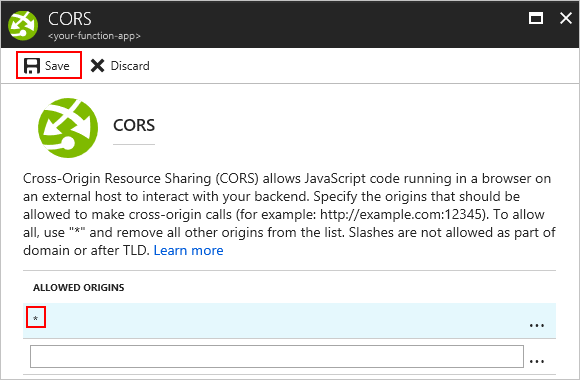 CORS
<your-function-app>
Save
Discard
CORS
Cross-Origin Resource Sharing (CORS) allows JavaScript code running in a browser on
an external host to interact with your backend. Specify the origins that should be
allowed to make cross-origin calls (for example: http://example.com:12345). To allow
all, use "*" and remove all other origins from the list. Slashes are not allowed as part of
domain or after TLD. Learn more
ALLOWED ORIGINS
* ...
...